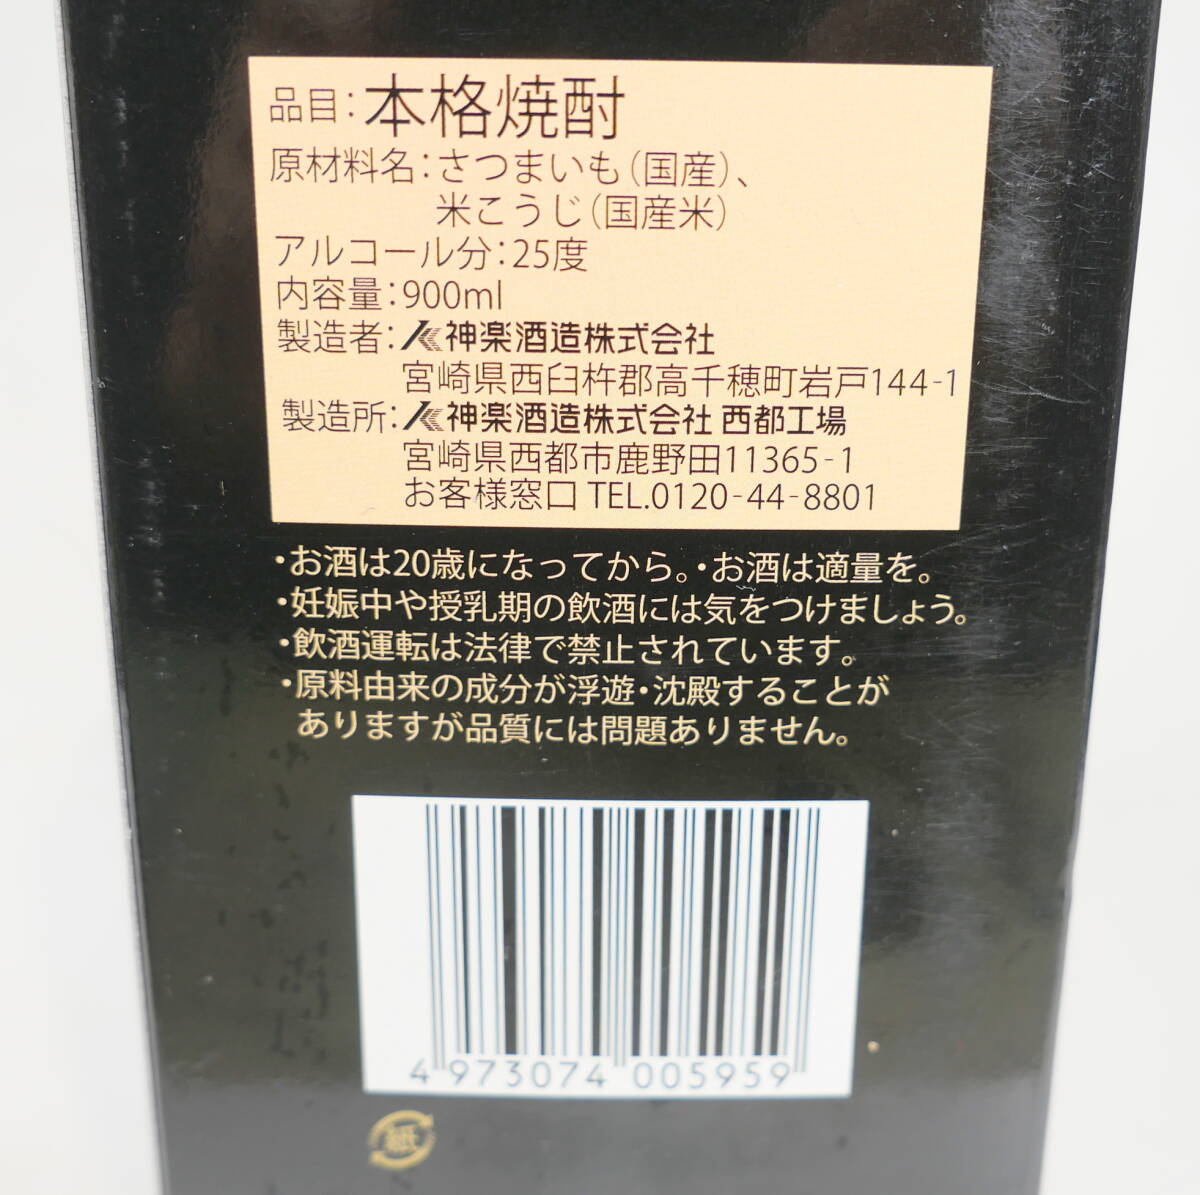 品目:本格焼酎
原材料名:さつまいも(国産)、
米こうじ(国産米)
アルコール分:25度
内容量:900ml
製造者:神楽酒造株式会社
宮崎県西臼杵郡高千穂町岩戸144-1
製造所:神楽酒造株式会社 西都工場
宮崎県西都市鹿野田11365-1
お客様窓口 TEL.0120-44-8801
・お酒は20歳になってから。・お酒は適量を。
・妊娠中や授乳期の飲酒には気をつけましょう。
・飲酒運転は法律で禁止されています。
・原料由来の成分が浮遊・沈殿することが
ありますが品質には問題ありません。
4 973074 005959
紙